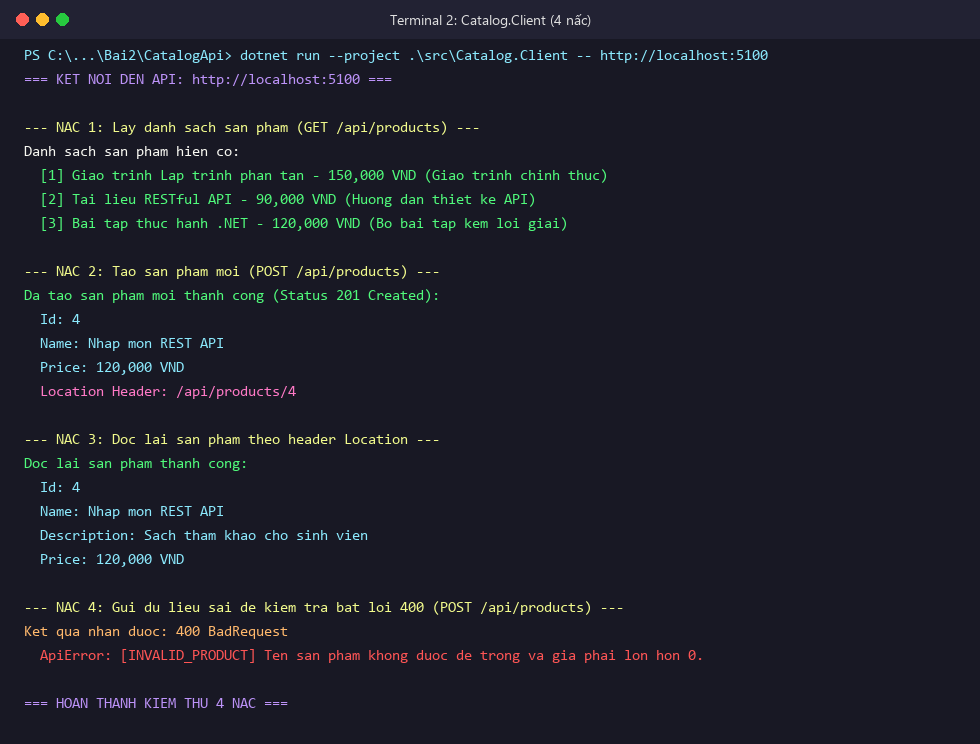 Terminal 2: Catalog.Client (4 nấc)
PS C:\...\Bai2\CatalogApi> dotnet run --project .\src\Catalog.Client -- http://localhost:5100
=== KET NOI DEN API: http://localhost:5100 ===
--- NAC 1: Lay danh sach san pham (GET /api/products) ---
Danh sach san pham hien co:
[1] Giao trinh Lap trinh phan tan - 150,000 VND (Giao trinh chinh thuc)
[2] Tai lieu RESTful API - 90,000 VND (Huong dan thiet ke API)
[3] Bai tap thuc hanh .NET - 120,000 VND (Bo bai tap kem loi giai)
--- NAC 2: Tao san pham moi (POST /api/products) ---
Da tao san pham moi thanh cong (Status 201 Created):
Id: 4
Name: Nhap mon REST API
Price: 120,000 VND
Location Header: /api/products/4
--- NAC 3: Doc lai san pham theo header Location ---
Doc lai san pham thanh cong:
Id: 4
Name: Nhap mon REST API
Description: Sach tham khao cho sinh vien
Price: 120,000 VND
--- NAC 4: Gui du lieu sai de kiem tra bat loi 400 (POST /api/products) ---
Ket qua nhan duoc: 400 BadRequest
ApiError: [INVALID_PRODUCT] Ten san pham khong duoc de trong va gia phai lon hon 0.
=== HOAN THANH KIEM THU 4 NAC ===